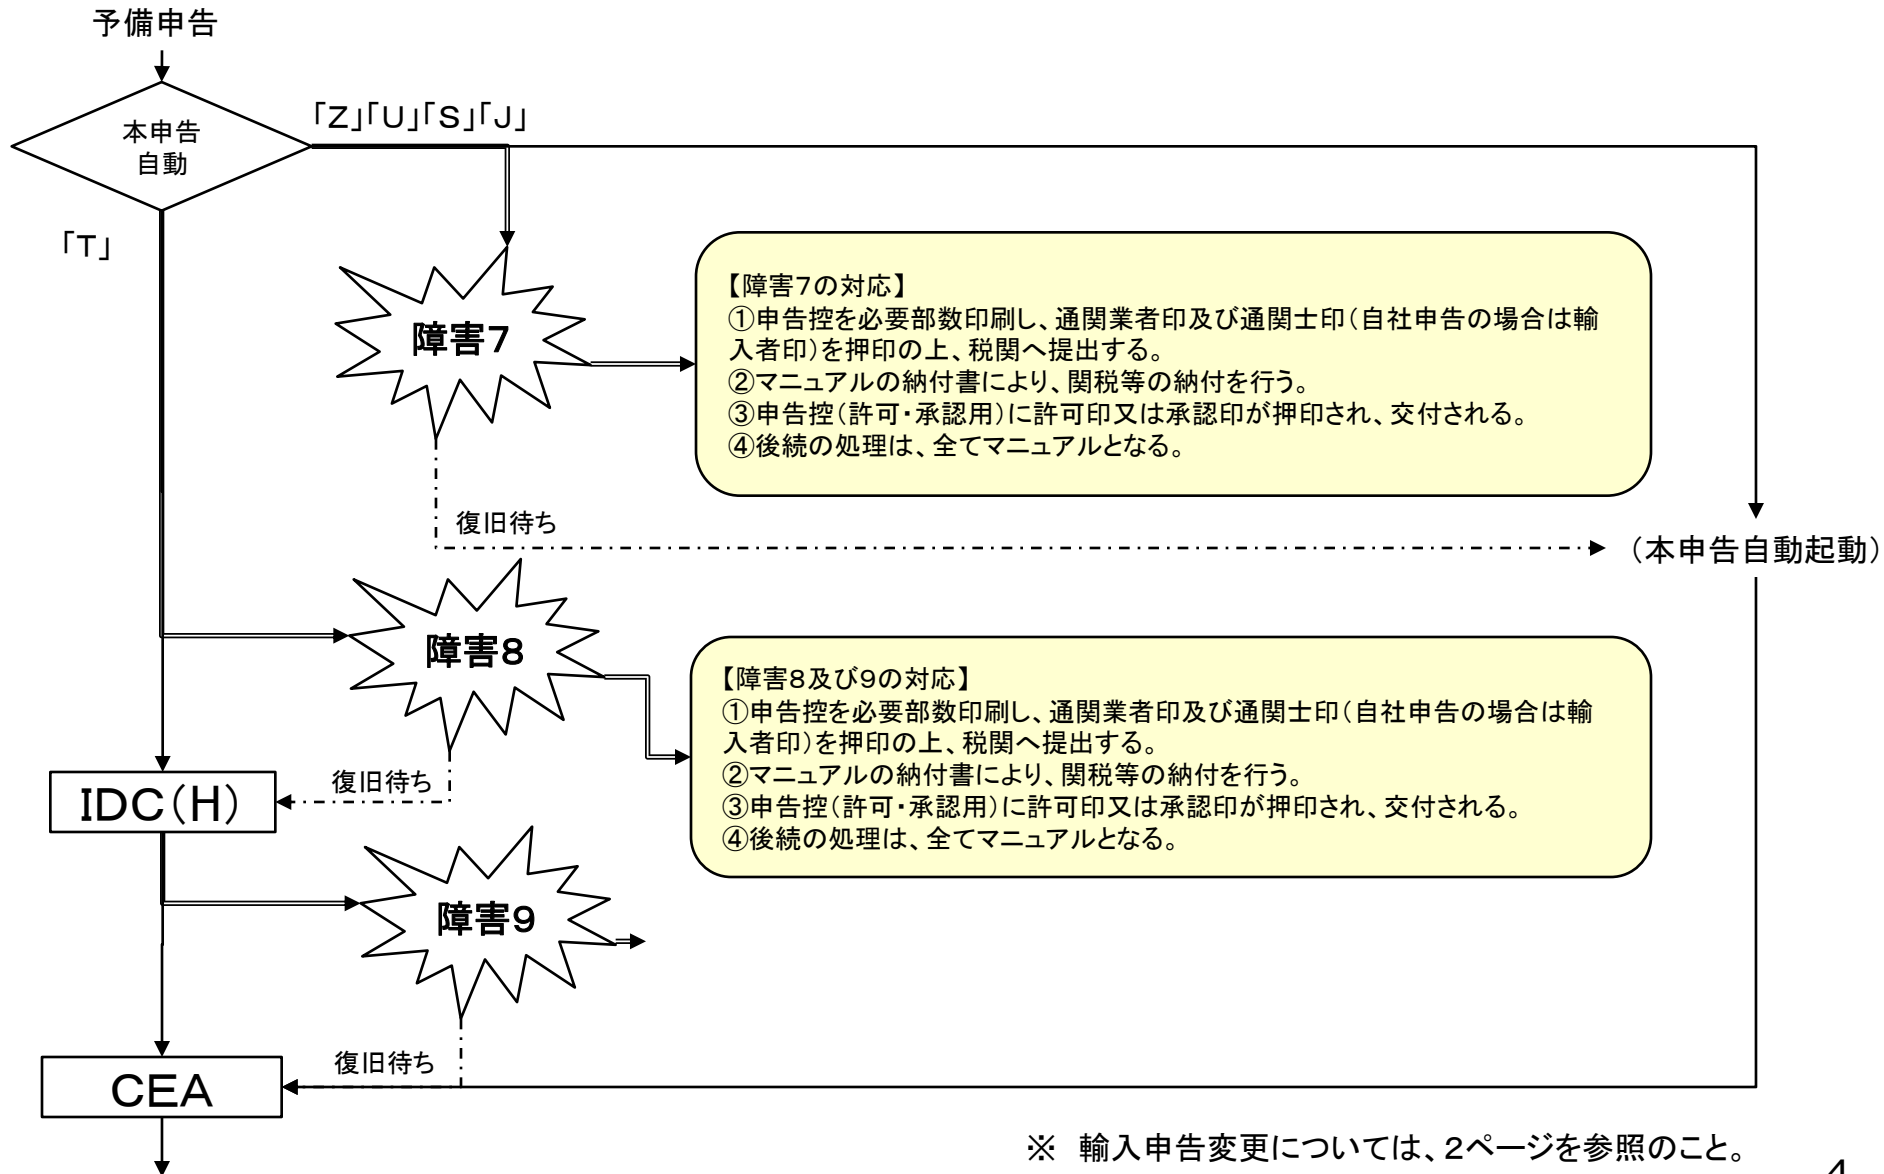 予備申告
本申告
自動
「Z」「U」「S」「J」
「T」
障害7
【障害7の対応】
①申告控を必要部数印刷し、通関業者印及び通関士印(自社申告の場合は輸
入者印)を押印の上、税関へ提出する。
②マニュアルの納付書により、関税等の納付を行う。
③申告控(許可・承認用)に許可印又は承認印が押印され、交付される。
④後続の処理は、全てマニュアルとなる。
復旧待ち
(本申告自動起動)
障害8
【障害8及び9の対応】
①申告控を必要部数印刷し、通関業者印及び通関士印(自社申告の場合は輸
入者印)を押印の上、税関へ提出する。
②マニュアルの納付書により、関税等の納付を行う。
③申告控(許可・承認用)に許可印又は承認印が押印され、交付される。
④後続の処理は、全てマニュアルとなる。
復旧待ち
IDC(H)
障害9
復旧待ち
CEA
※ 輸入申告変更については、2ページを参照のこと。
4